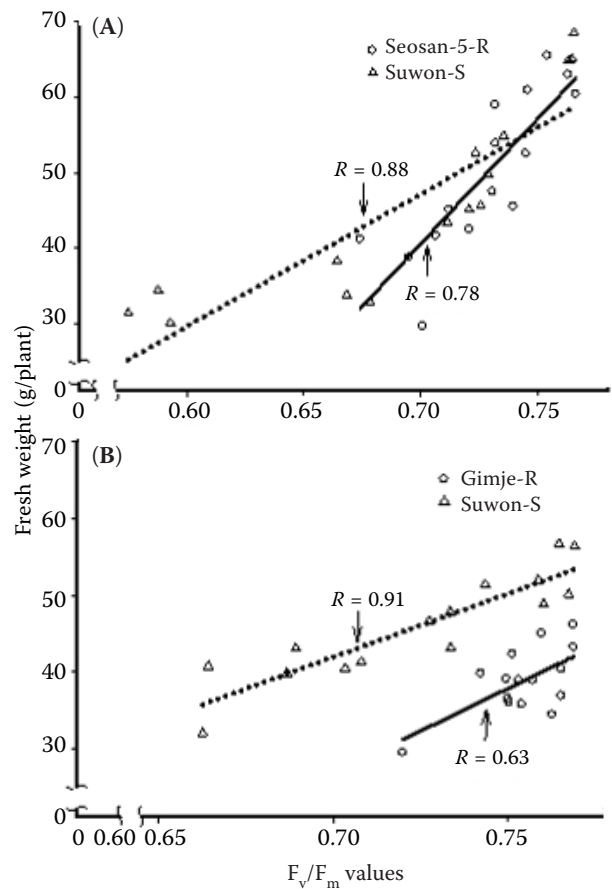 Fresh weight (g/plant)
(A)
Seosan-5-R
Suwon-S
70
60
50
40
30
0
R = 0.88
R = 0.78
0 0.60 0.65 0.70 0.75
(B)
Gimje-R
Suwon-S
70
60
50
40
30
0
R = 0.91
R = 0.63
0 0.60 0.65 0.70 0.75
Fv/Fm values